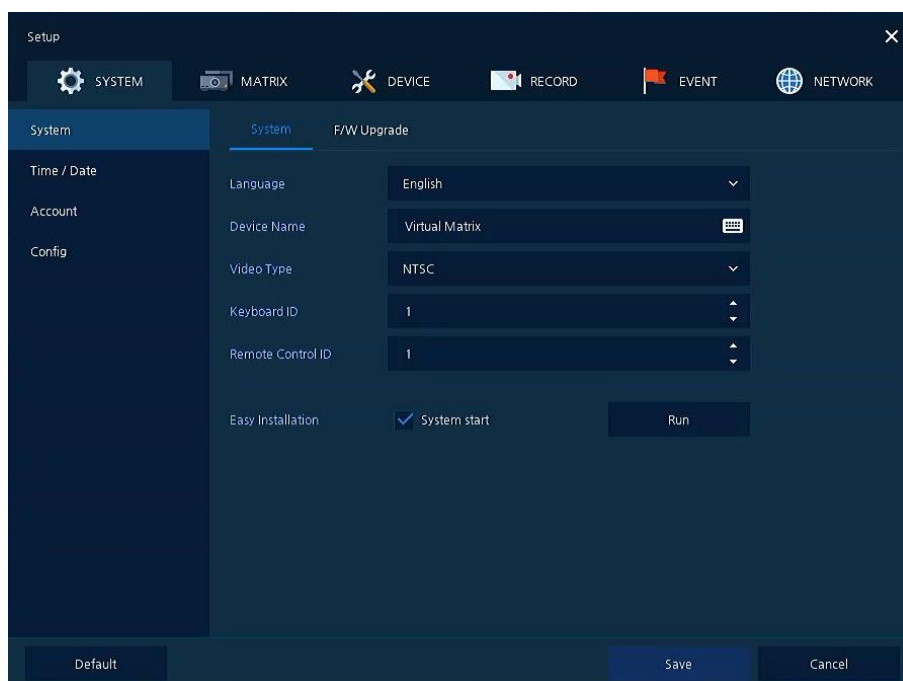 Setup
SYSTEM MATRIX DEVICE RECORD EVENT NETWORK
System
Time / Date
Account
Config
System F/W Upgrade
Language English
Device Name Virtual Matrix
Video Type NTSC
Keyboard ID 1
Remote Control ID 1
Easy Installation System start Run
Default Save Cancel